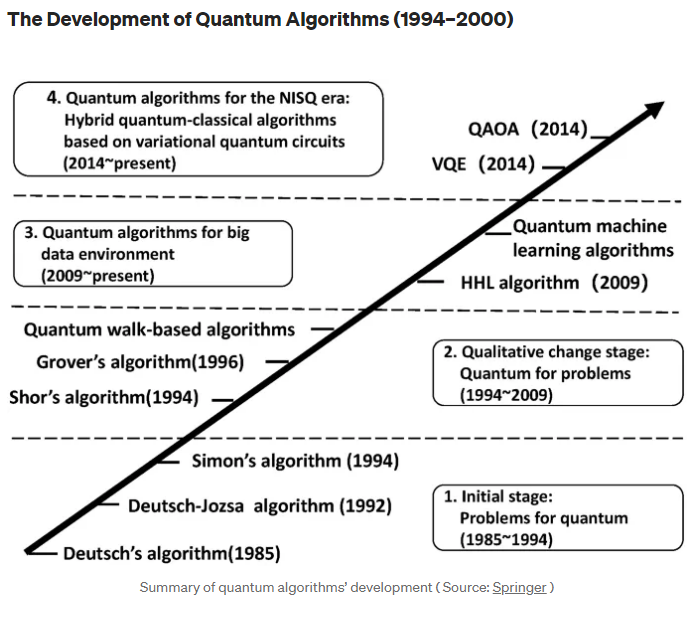 The Development of Quantum Algorithms (1994–2000)
4. Quantum algorithms for the NISQ era:
Hybrid quantum-classical algorithms
based on variational quantum circuits
(2014~present)
QAOA (2014)
VQE (2014)
3. Quantum algorithms for big
data environment
(2009~present)
Quantum machine
learning algorithms
HHL algorithm (2009)
Quantum walk-based algorithms
Grover's algorithm(1996)
Shor's algorithm(1994)
2. Qualitative change stage:
Quantum for problems
(1994~2009)
Simon's algorithm (1994)
Deutsch-Jozsa algorithm (1992)
Deutsch's algorithm(1985)
1. Initial stage:
Problems for quantum
(1985~1994)
Summary of quantum algorithms' development ( Source: Springer )